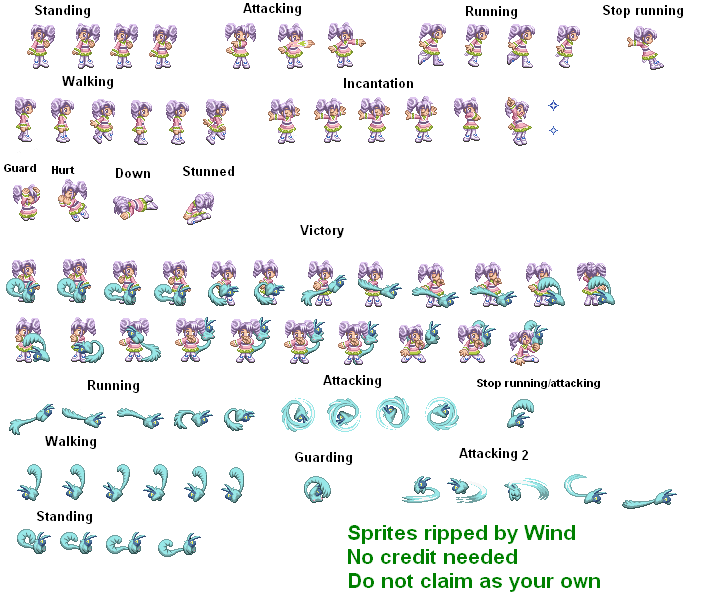 Standing
Attacking
Running
Stop running
Walking
Incantation
Guard
Hurt
Down
Stunned
Victory
Running
Attacking
Stop running/attacking
Walking
Guarding
Attacking 2
Standing
Sprites ripped by Wind
No credit needed
Do not claim as your own